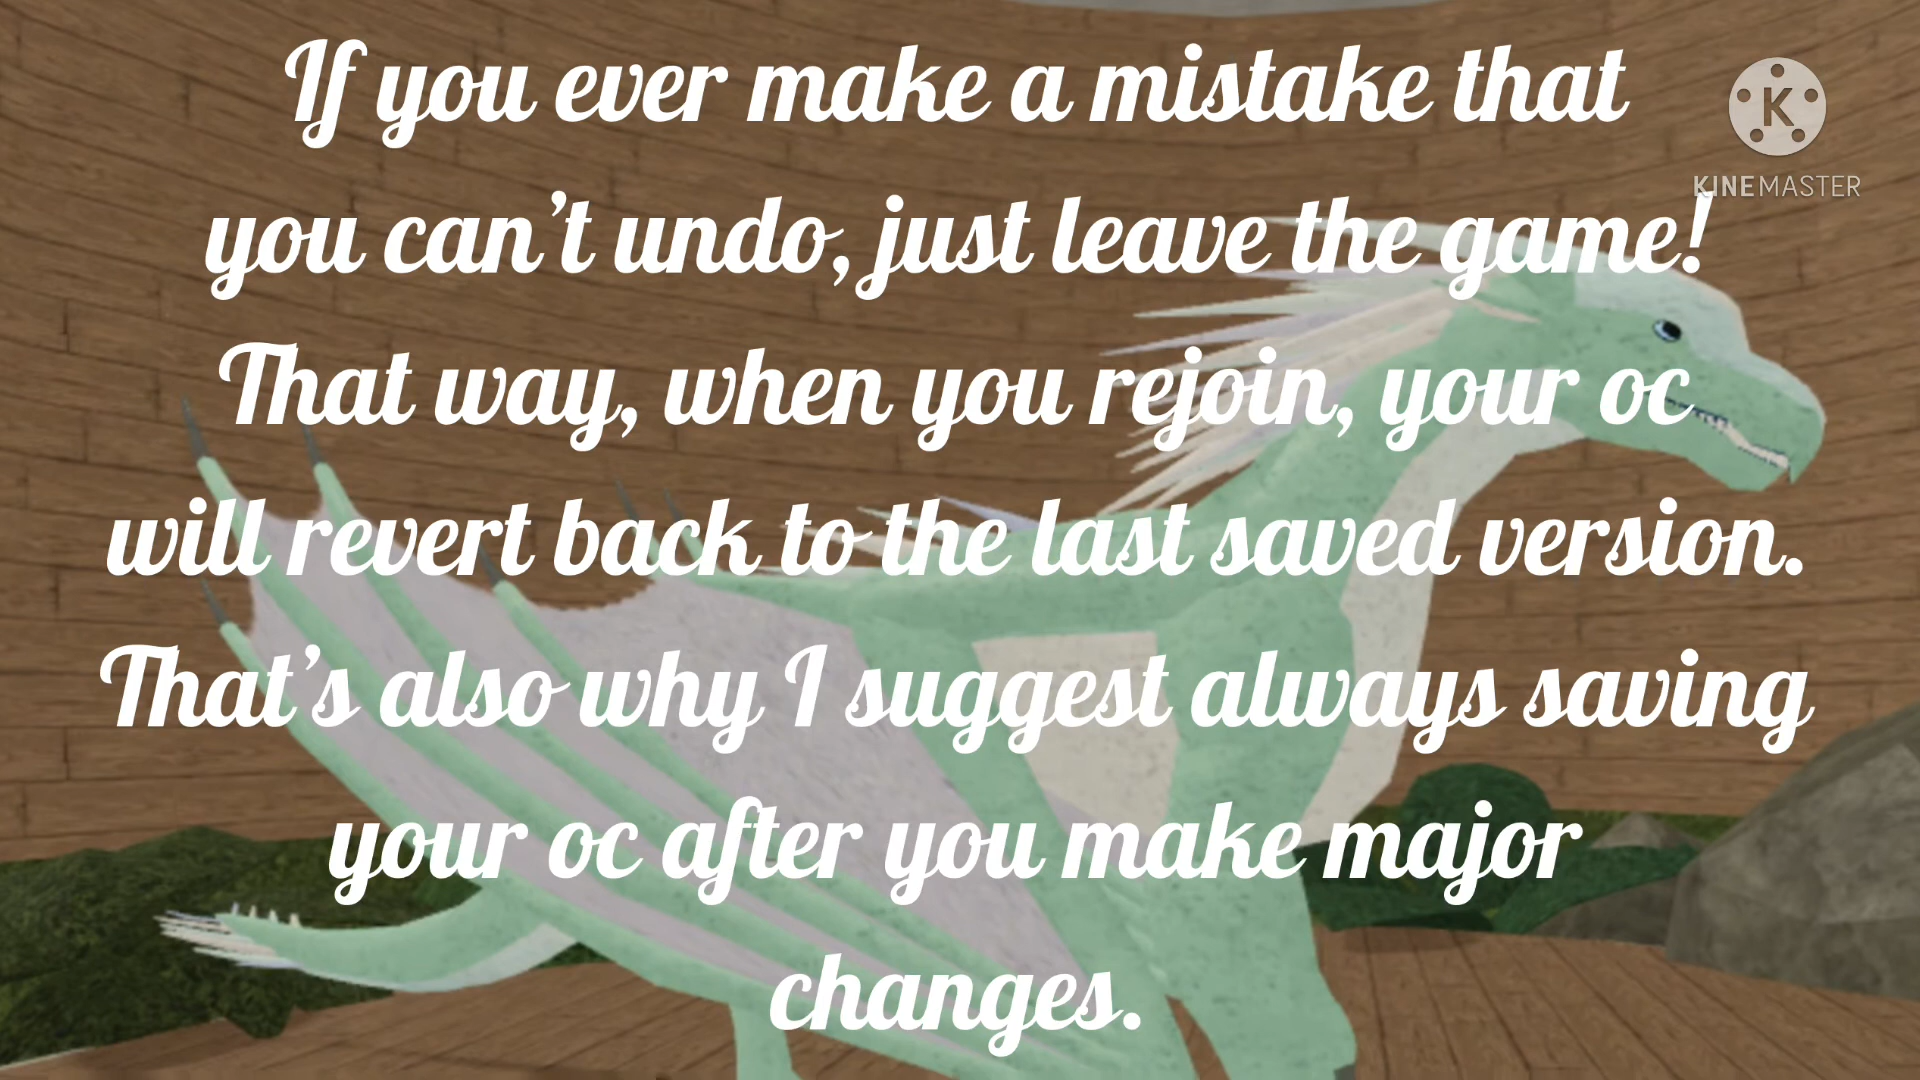 If you ever make a mistake that
you can't undo, just leave the game!
That way, when you rejoin, your oc
will revert back to the last saved version.
That's also why I suggest always saving
your oc after you make major
changes.
K
KINEMASTER